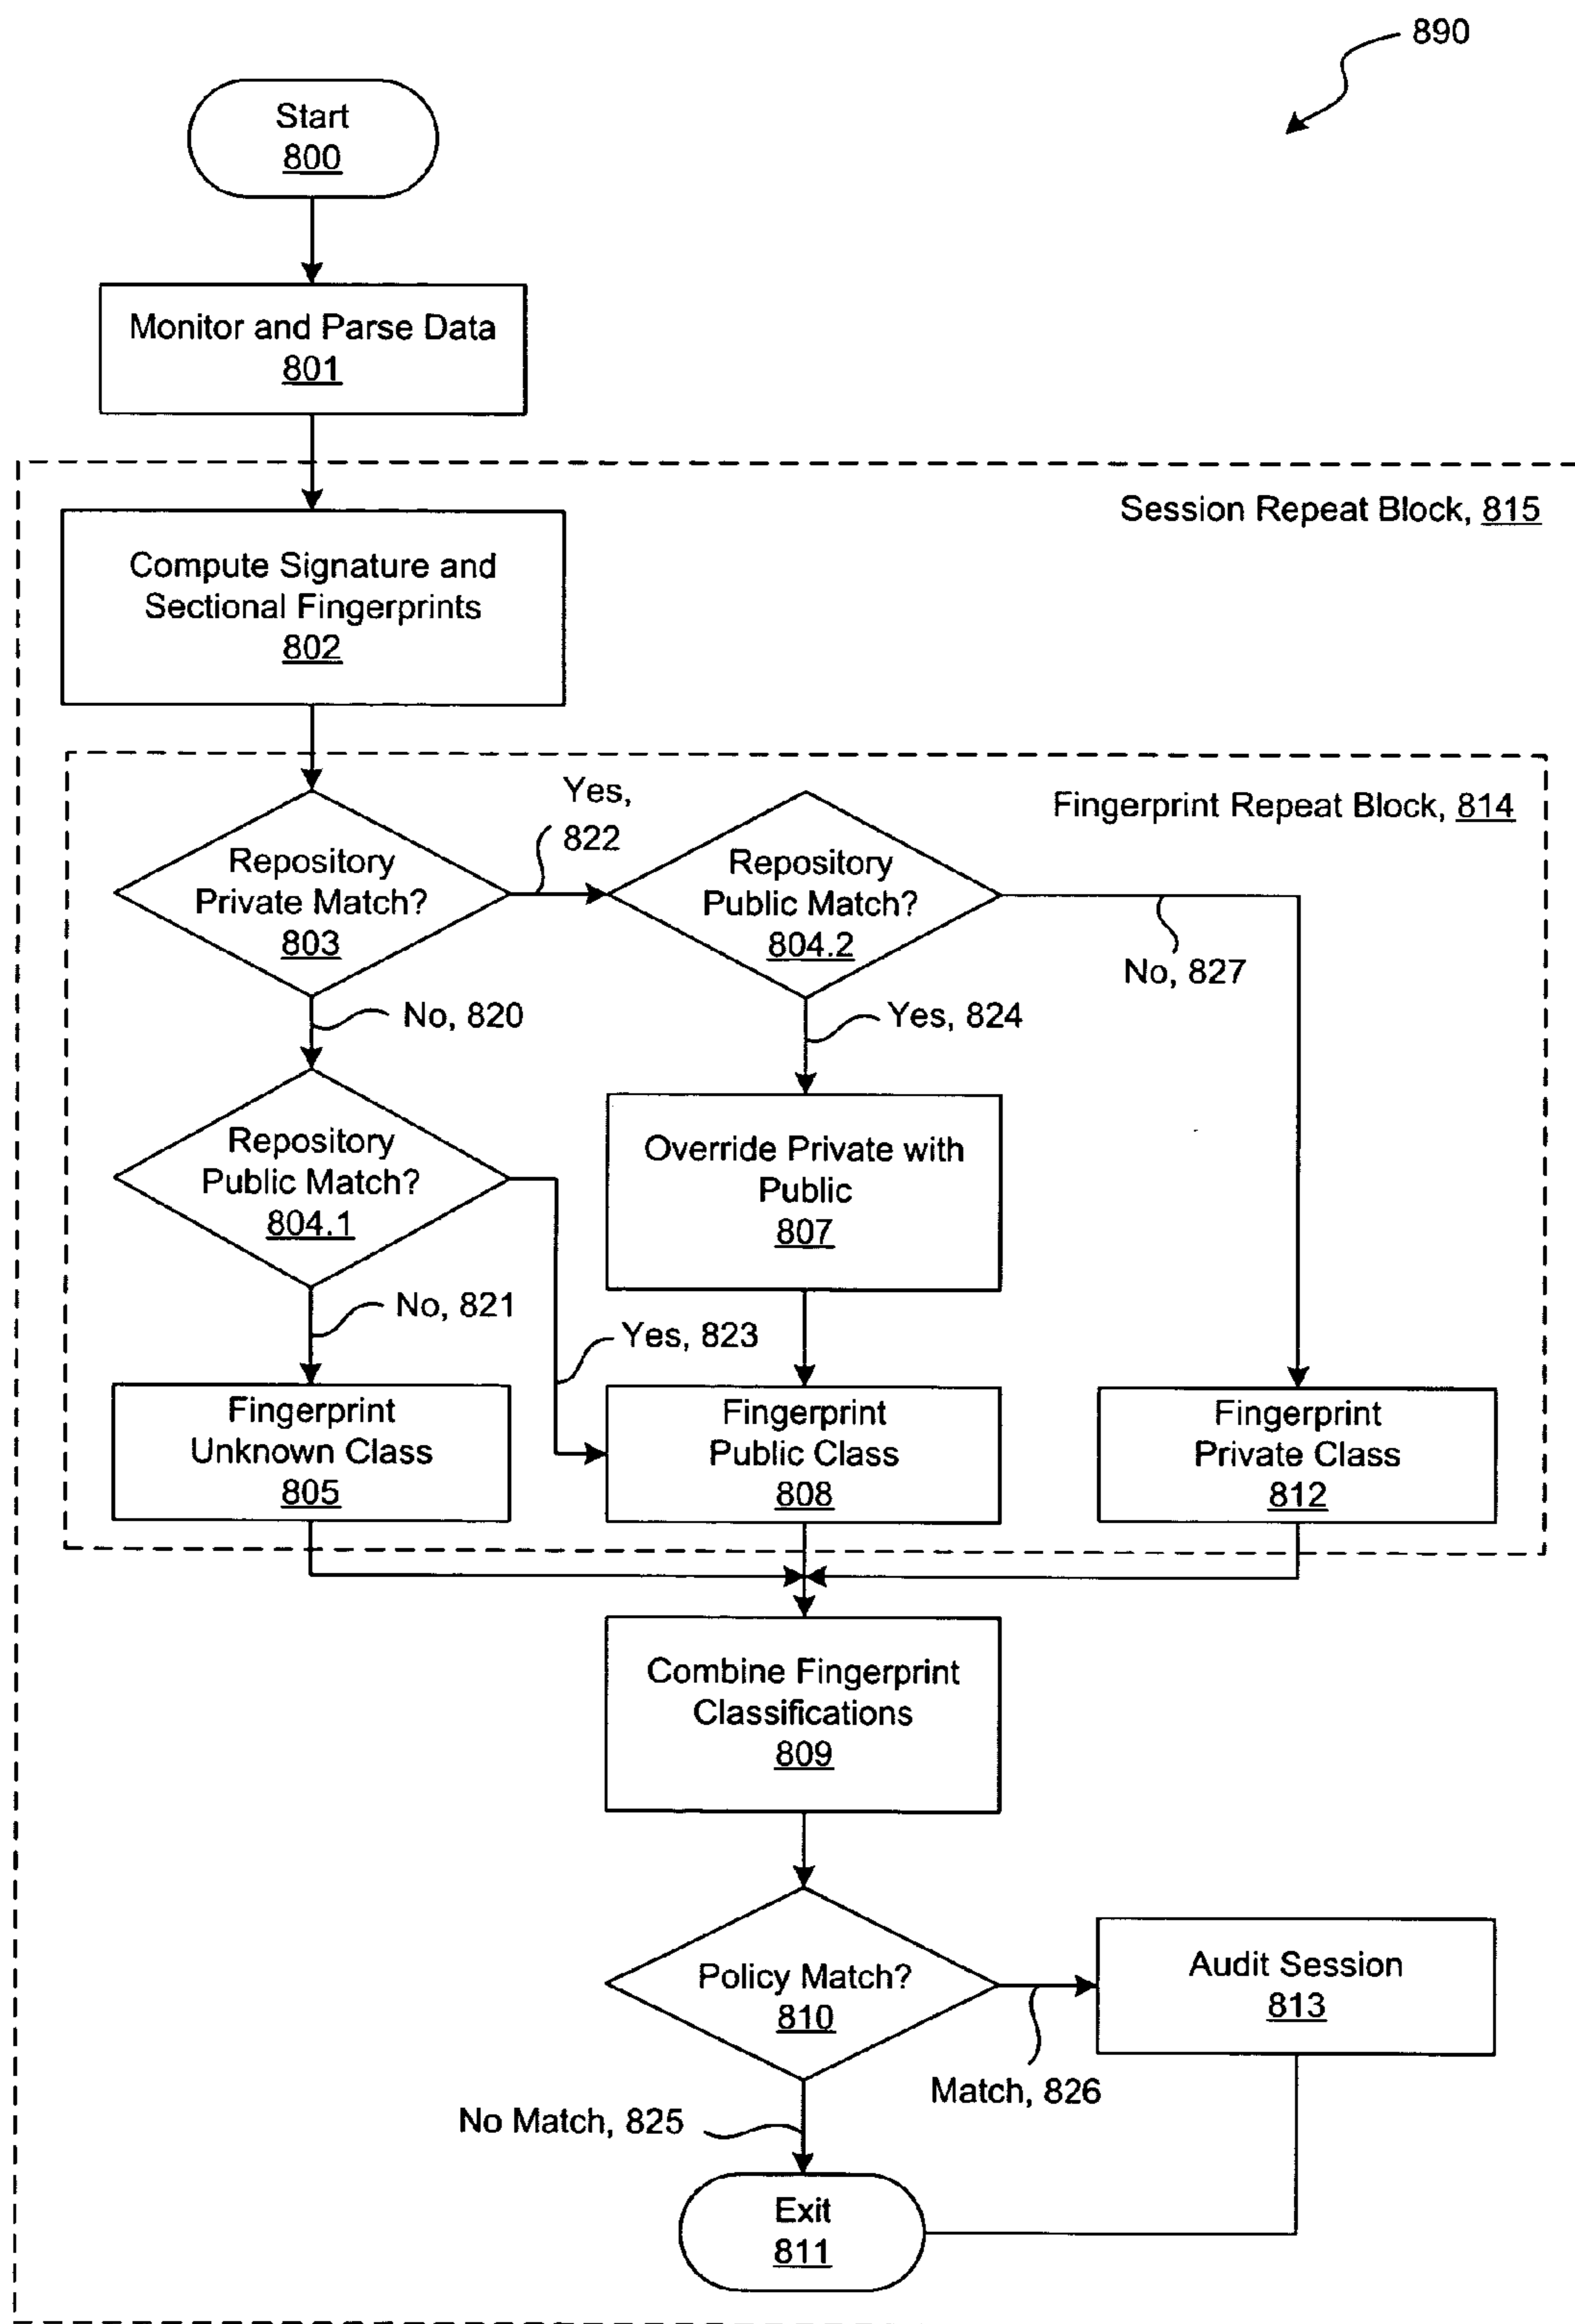 890
Start
800
Monitor and Parse Data
801
Session Repeat Block, 815
Compute Signature and
Sectional Fingerprints
802
Fingerprint Repeat Block, 814
Repository
Private Match?
803
Yes,
822
Repository
Public Match?
804.2
No, 827
No, 820
Yes, 824
Repository
Public Match?
804.1
Override Private with
Public
807
No, 821
Yes, 823
Fingerprint
Unknown Class
805
Fingerprint
Public Class
808
Fingerprint
Private Class
812
Combine Fingerprint
Classifications
809
Policy Match?
810
Audit Session
813
Match, 826
No Match, 825
Exit
811